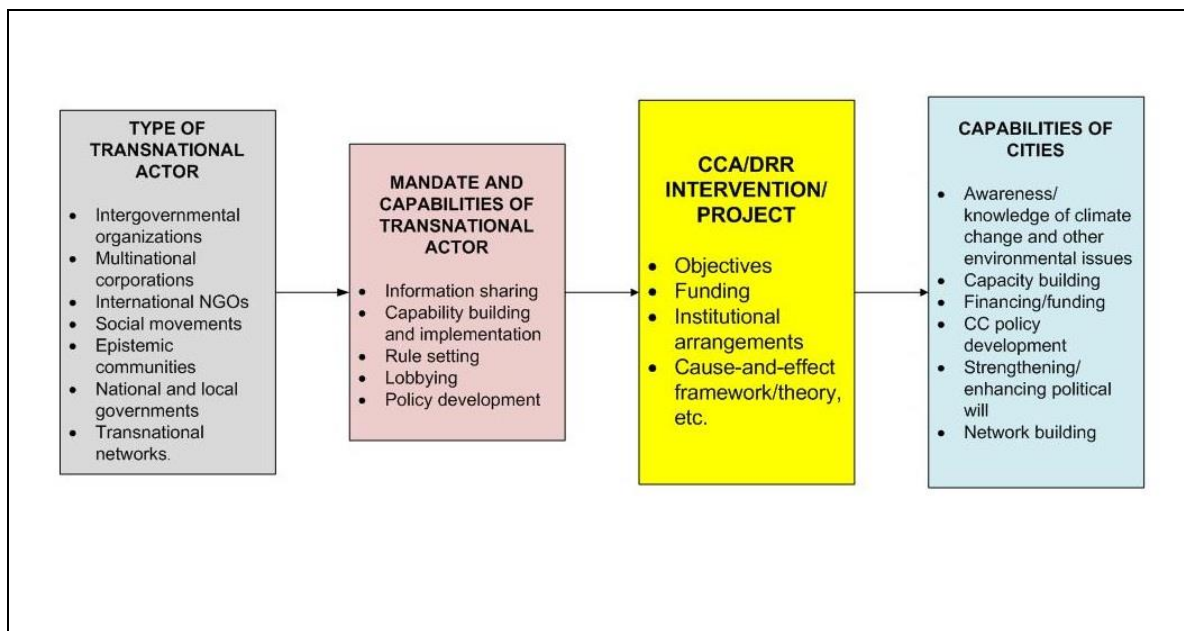 TYPE OF
TRANSNATIONAL
ACTOR
• Intergovernmental
organizations
• Multinational
corporations
• International NGOs
• Social movements
• Epistemic
communities
• National and local
governments
• Transnational
networks.
MANDATE AND
CAPABILITIES OF
TRANSNATIONAL
ACTOR
• Information sharing
• Capability building
and implementation
• Rule setting
• Lobbying
• Policy development
CCA/DRR
INTERVENTION/
PROJECT
• Objectives
• Funding
• Institutional
arrangements
• Cause-and-effect
framework/theory,
etc.
CAPABILITIES OF
CITIES
• Awareness/
knowledge of climate
change and other
environmental issues
• Capacity building
• Financing/funding
• CC policy
development
• Strengthening/
enhancing political
will
• Network building